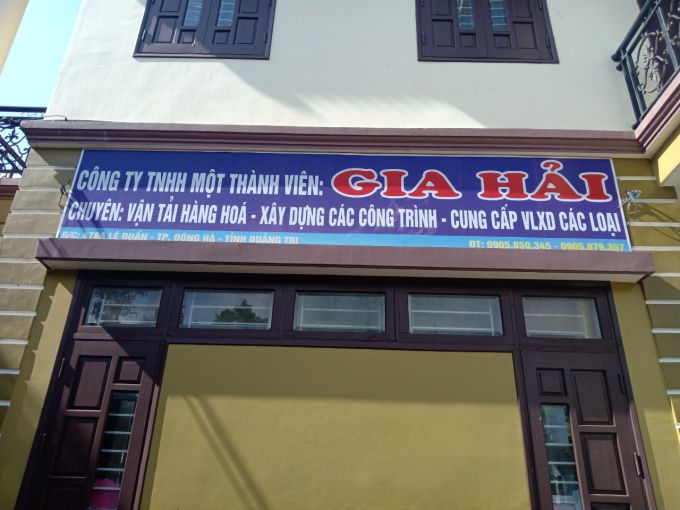 CÔNG TY TNHH MỘT THÀNH VIÊN: GIA HẢI
CHUYÊN: VẬN TẢI HÀNG HOÁ - XÂY DỰNG CÁC CÔNG TRÌNH - CUNG CẤP VLXD CÁC LOẠI
Đ/C: 478A LÊ DUẨN - TP. ĐÔNG HÀ - TỈNH QUẢNG TRỊ ĐT: 0905.850.345 - 0905.879.357